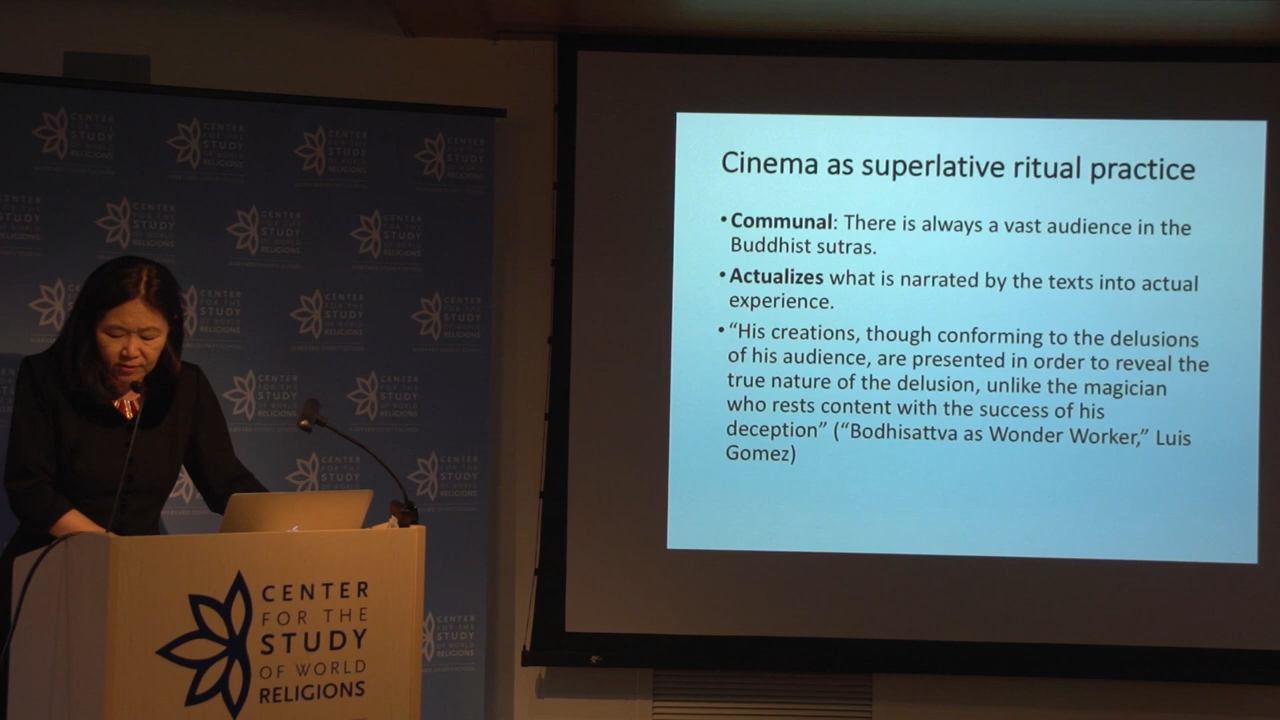 Cinema as superlative ritual practice
• Communal: There is always a vast audience in the
Buddhist sutras.
• Actualizes what is narrated by the texts into actual
experience.
• “His creations, though conforming to the delusions
of his audience, are presented in order to reveal the
true nature of the delusion, unlike the magician
who rests content with the success of his
deception” (“Bodhisattva as Wonder Worker,” Luis
Gomez)
CENTER
FOR THE
STUDY
OF WORLD
RELIGIONS